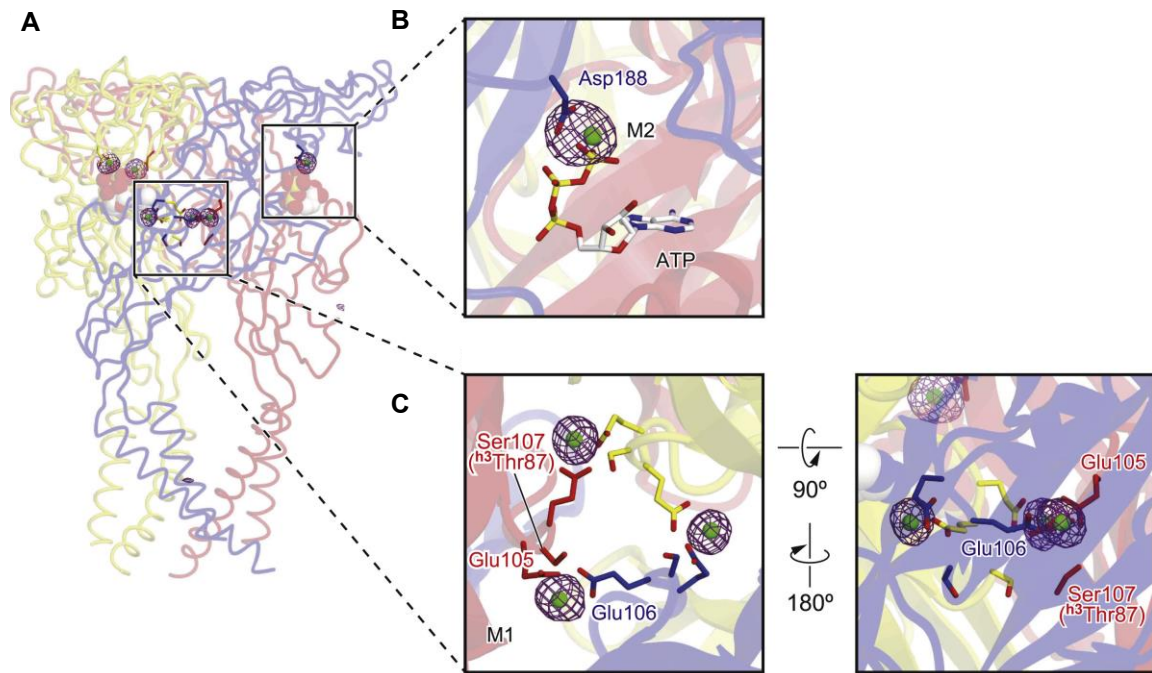 A
B
Asp188
M2
ATP
C
Ser107
(h3Thr87)
Glu105
Glu106
M1
90º
180º
Glu105
Glu106
Ser107
(h3Thr87)